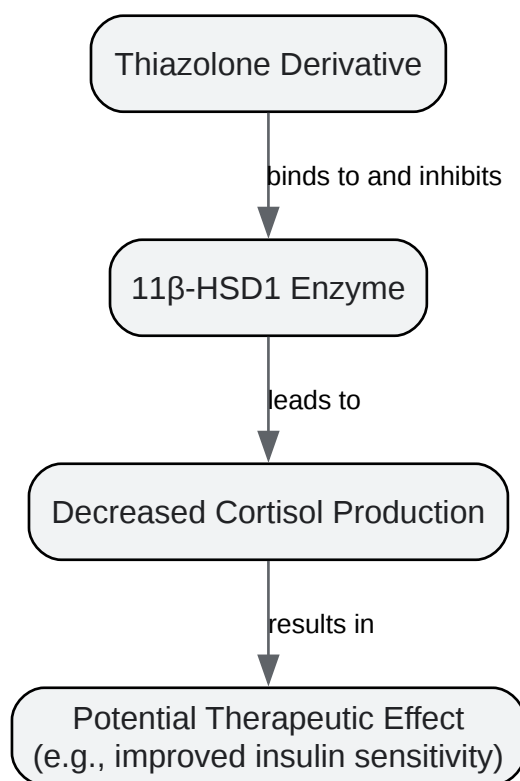 Thiazolone Derivative
binds to and inhibits
11β-HSD1 Enzyme
leads to
Decreased Cortisol Production
results in
Potential Therapeutic Effect
(e.g., improved insulin sensitivity)